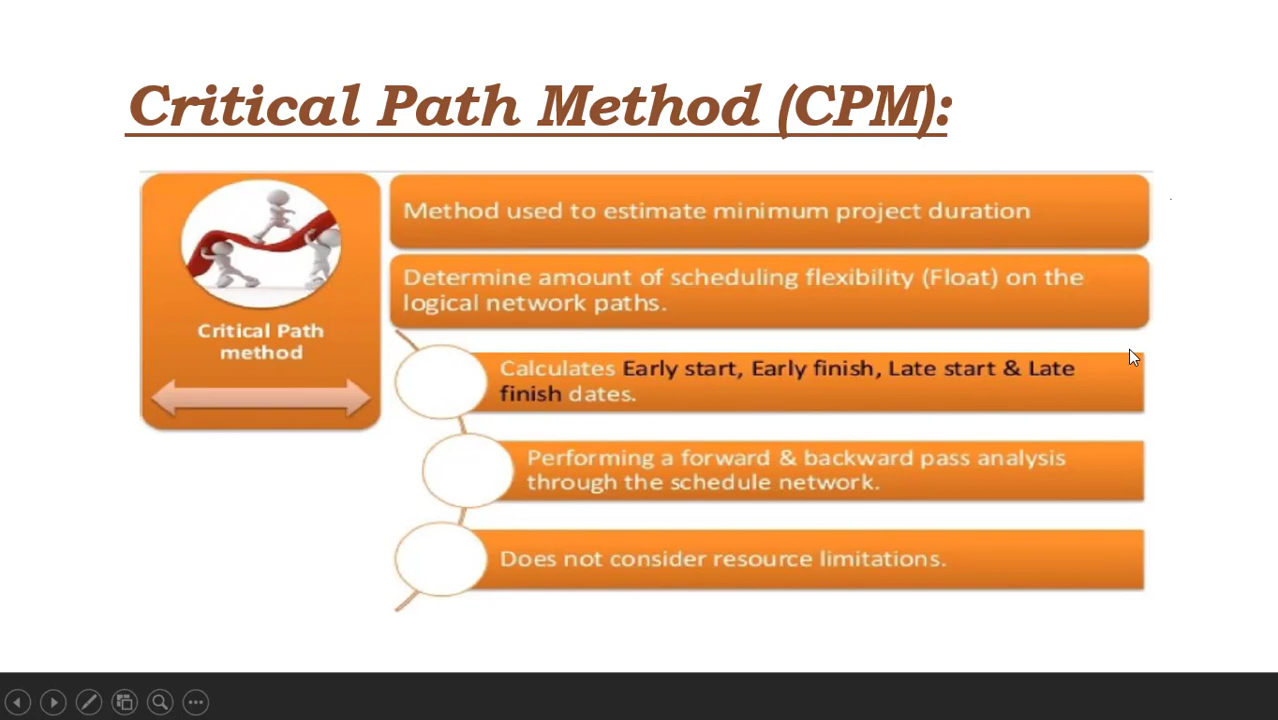 Critical Path Method (CPM):
Critical Path
method
Method used to estimate minimum project duration
Determine amount of scheduling flexibility (Float) on the
logical network paths.
Calculates Early start, Early finish, Late start & Late
finish dates.
Performing a forward & backward pass analysis
through the schedule network.
Does not consider resource limitations.